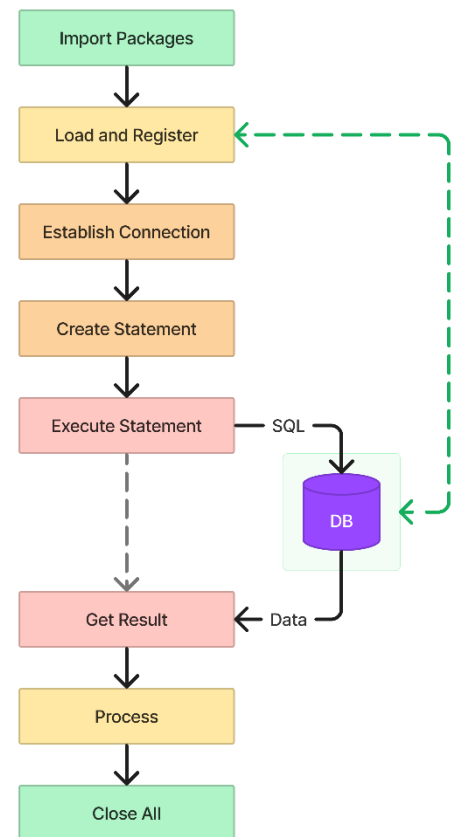 Import Packages
Load and Register
Establish Connection
Create Statement
Execute Statement
SQL
DB
Get Result
Data
Process
Close All